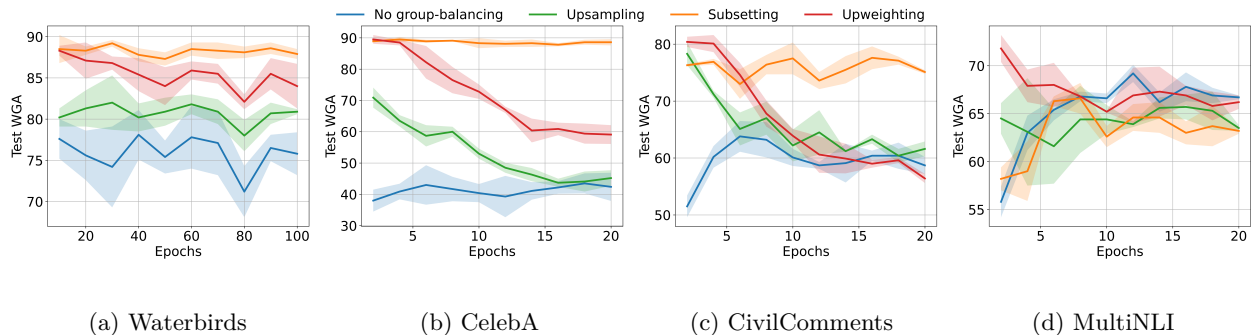 No group-balancing Upsampling Subsetting Upweighting
90
85
80
75
70
Test WGA
20 40 60 80 100
Epochs
90
80
70
60
50
40
30
Test WGA
5 10 15 20
Epochs
80
70
60
50
Test WGA
5 10 15 20
Epochs
70
65
60
55
Test WGA
5 10 15 20
Epochs
(a) Waterbirds (b) CelebA (c) CivilComments (d) MultiNLI